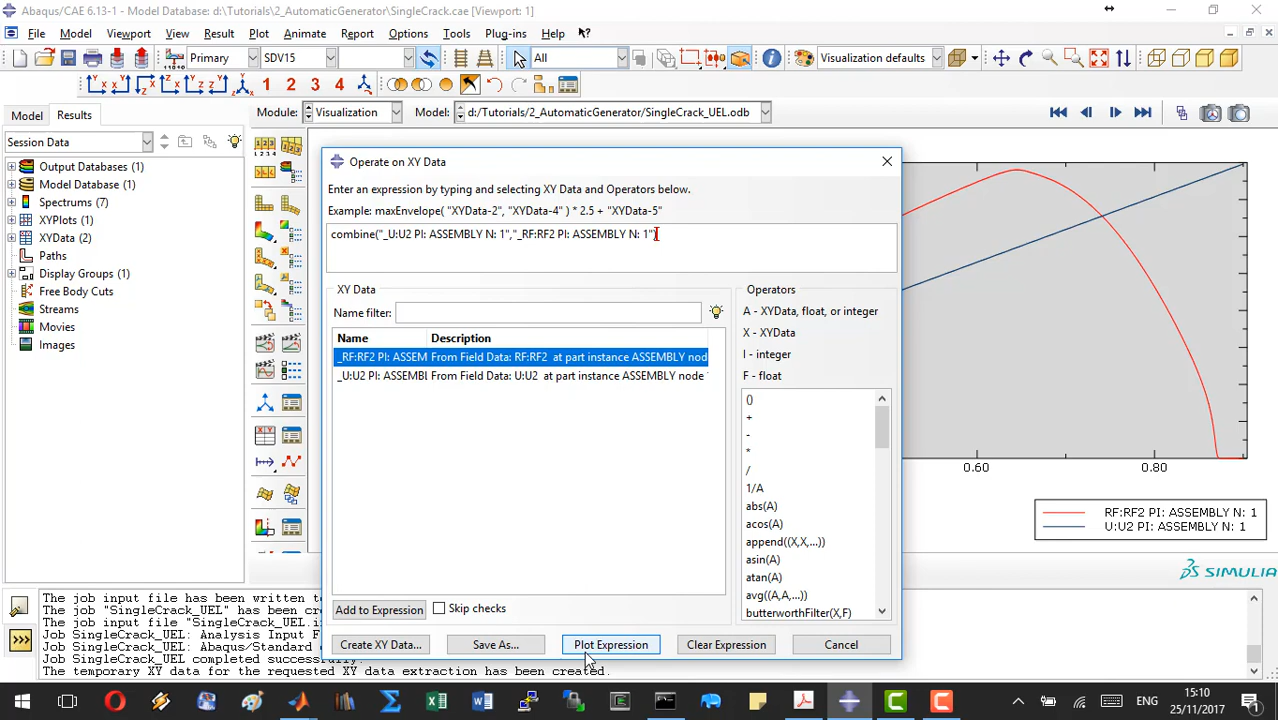 Abaqus/CAE 6.13-1 - Model Database: d:\Tutorials\2_AutomaticGenerator\SingleCrack.cae [Viewport: 1]
File Model Viewport View Result Plot Animate Report Options Tools Plug-ins Help
Primary SDV15 All Visualization defaults
1 2 3 4
Model Results Module: Visualization Model: d:/Tutorials/2_AutomaticGenerator/SingleCrack_UEL.odb
Session Data
Output Databases (1)
Model Database (1)
Spectrums (7)
XYPlots (1)
XYData (2)
Paths
Display Groups (1)
Free Body Cuts
Streams
Movies
Images
Operate on XY Data
Enter an expression by typing and selecting XY Data and Operators below.
Example: maxEnvelope( "XYData-2", "XYData-4" ) * 2.5 + "XYData-5"
combine("_U:U2 PI: ASSEMBLY N: 1","_RF:RF2 PI: ASSEMBLY N: 1")
XY Data
Name filter:
Name Description
_RF:RF2 PI: ASSEM From Field Data: RF:RF2 at part instance ASSEMBLY nod
_U:U2 PI: ASSEMBI From Field Data: U:U2 at part instance ASSEMBLY node
Add to Expression Skip checks
Operators
A - XYData, float, or integer
X - XYData
I - integer
F - float
()
+
-
*
/
1/A
abs(A)
acos(A)
append((X,X,...))
asin(A)
atan(A)
avg((A,A,...))
butterworthFilter(X,F)
Create XY Data... Save As... Plot Expression Clear Expression Cancel
0.60 0.80
RF:RF2 PI: ASSEMBLY N: 1
U:U2 PI: ASSEMBLY N: 1
SIMULIA
The job input file has been written to
The job "SingleCrack_UEL" has been cre
The job input file "SingleCrack_UEL.in
Job SingleCrack_UEL: Analysis Input F
Job SingleCrack_UEL: Abaqus/Standard c
Job SingleCrack_UEL completed successfully.
The temporary XY data for the requested XY data extraction has been created.
ENG
15:10
25/11/2017